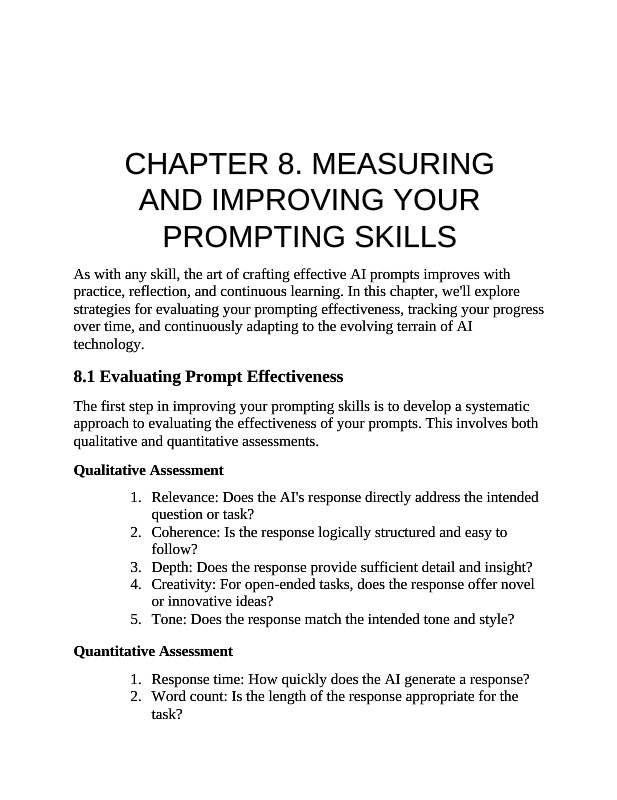 CHAPTER 8. MEASURING
AND IMPROVING YOUR
PROMPTING SKILLS
As with any skill, the art of crafting effective AI prompts improves with
practice, reflection, and continuous learning. In this chapter, we'll explore
strategies for evaluating your prompting effectiveness, tracking your progress
over time, and continuously adapting to the evolving terrain of AI
technology.
8.1 Evaluating Prompt Effectiveness
The first step in improving your prompting skills is to develop a systematic
approach to evaluating the effectiveness of your prompts. This involves both
qualitative and quantitative assessments.
Qualitative Assessment
1. Relevance: Does the AI's response directly address the intended
question or task?
2. Coherence: Is the response logically structured and easy to
follow?
3. Depth: Does the response provide sufficient detail and insight?
4. Creativity: For open-ended tasks, does the response offer novel
or innovative ideas?
5. Tone: Does the response match the intended tone and style?
Quantitative Assessment
1. Response time: How quickly does the AI generate a response?
2. Word count: Is the length of the response appropriate for the
task?